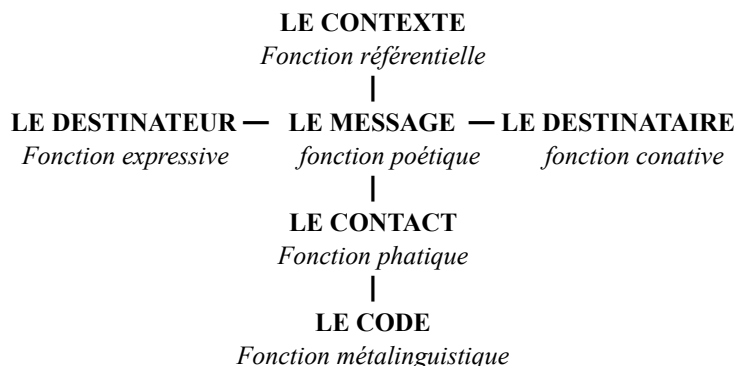 LE CONTEXTE
Fonction référentielle
LE DESTINATEUR — LE MESSAGE — LE DESTINATAIRE
Fonction expressive fonction poétique fonction conative
LE CONTACT
Fonction phatique
LE CODE
Fonction métalinguistique